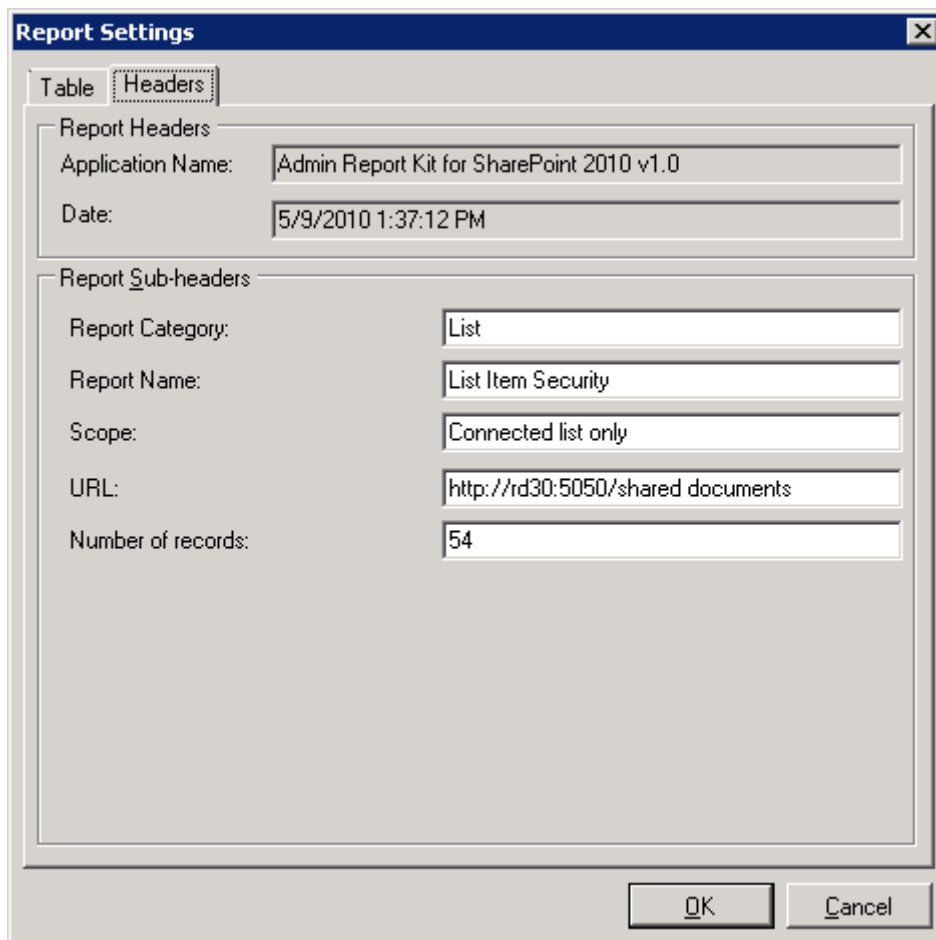 Report Settings
Table Headers
Report Headers
Application Name: Admin Report Kit for SharePoint 2010 v1.0
Date: 5/9/2010 1:37:12 PM
Report Sub-headers
Report Category: List
Report Name: List Item Security
Scope: Connected list only
URL: http://rd30:5050/shared documents
Number of records: 54
OK Cancel